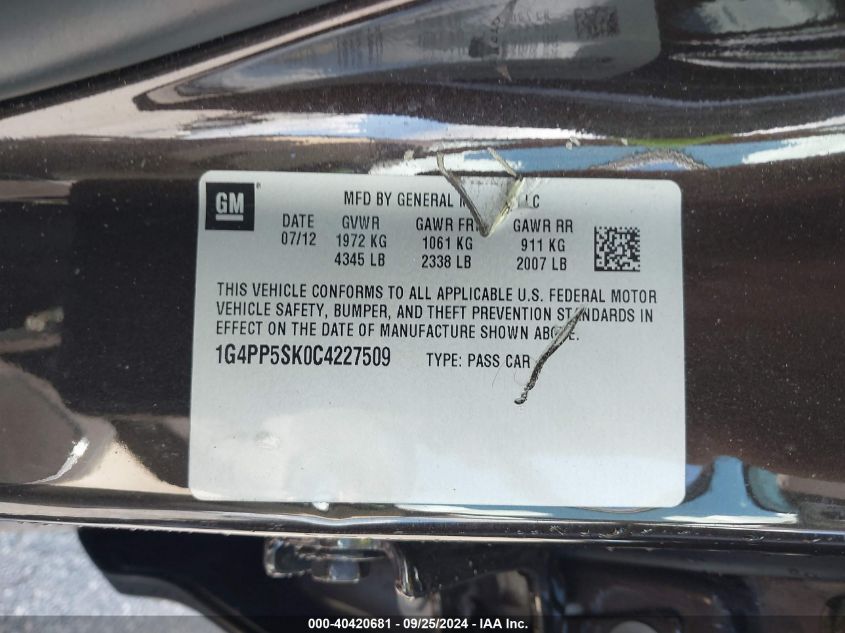 GM
MFD BY GENERAL LLC
DATE GVWR GAWR FR GAWR RR
07/12 1972 KG 1061 KG 911 KG
4345 LB 2338 LB 2007 LB
THIS VEHICLE CONFORMS TO ALL APPLICABLE U.S. FEDERAL MOTOR
VEHICLE SAFETY, BUMPER, AND THEFT PREVENTION STANDARDS IN
EFFECT ON THE DATE OF MANUFACTURE SHOWN ABOVE.
1G4PP5SK0C4227509 TYPE: PASS CAR
000-40420681 - 09/25/2024 - IAA Inc.